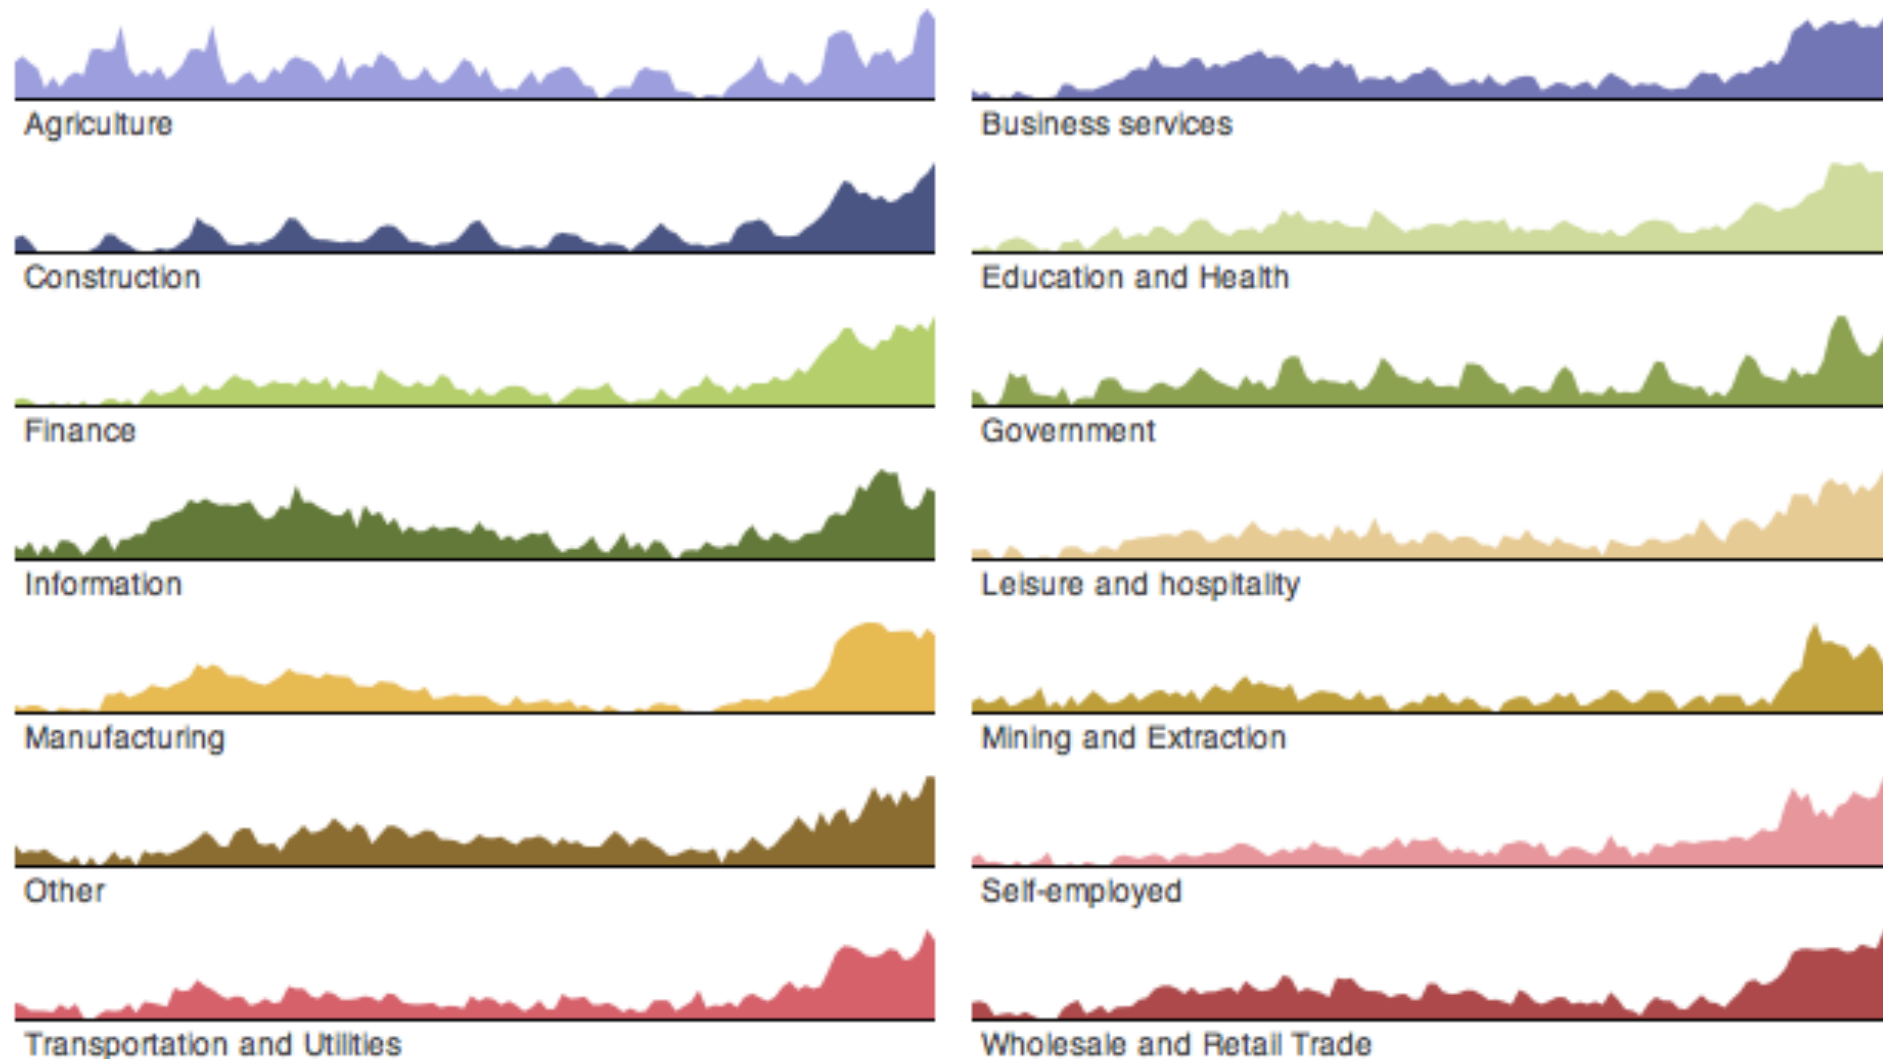 Agriculture
Business services
Construction
Education and Health
Finance
Government
Information
Leisure and hospitality
Manufacturing
Mining and Extraction
Other
Self-employed
Transportation and Utilities
Wholesale and Retail Trade